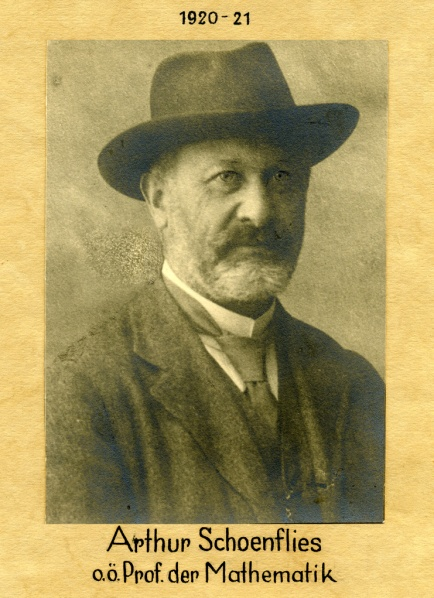 1920-21
Arthur Schoenflies
o.ö.Prof. der Mathematik